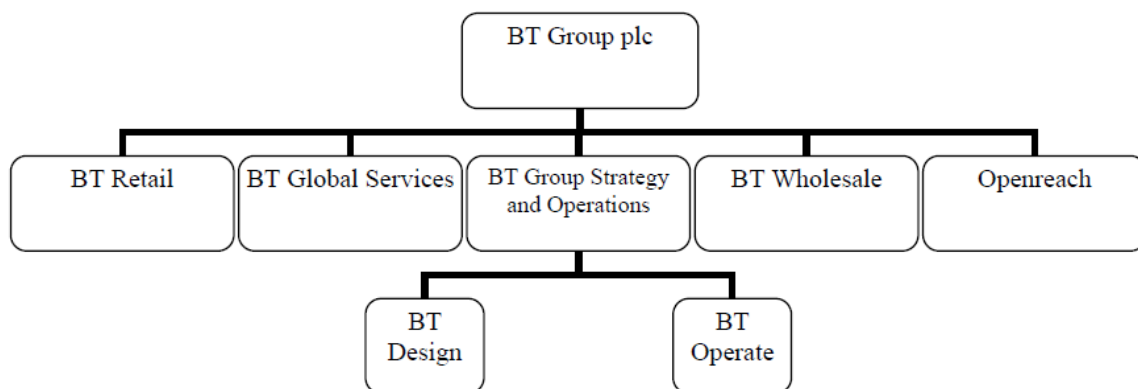 BT Group plc
BT Retail
BT Global Services
BT Group Strategy
and Operations
BT Wholesale
Openreach
BT
Design
BT
Operate